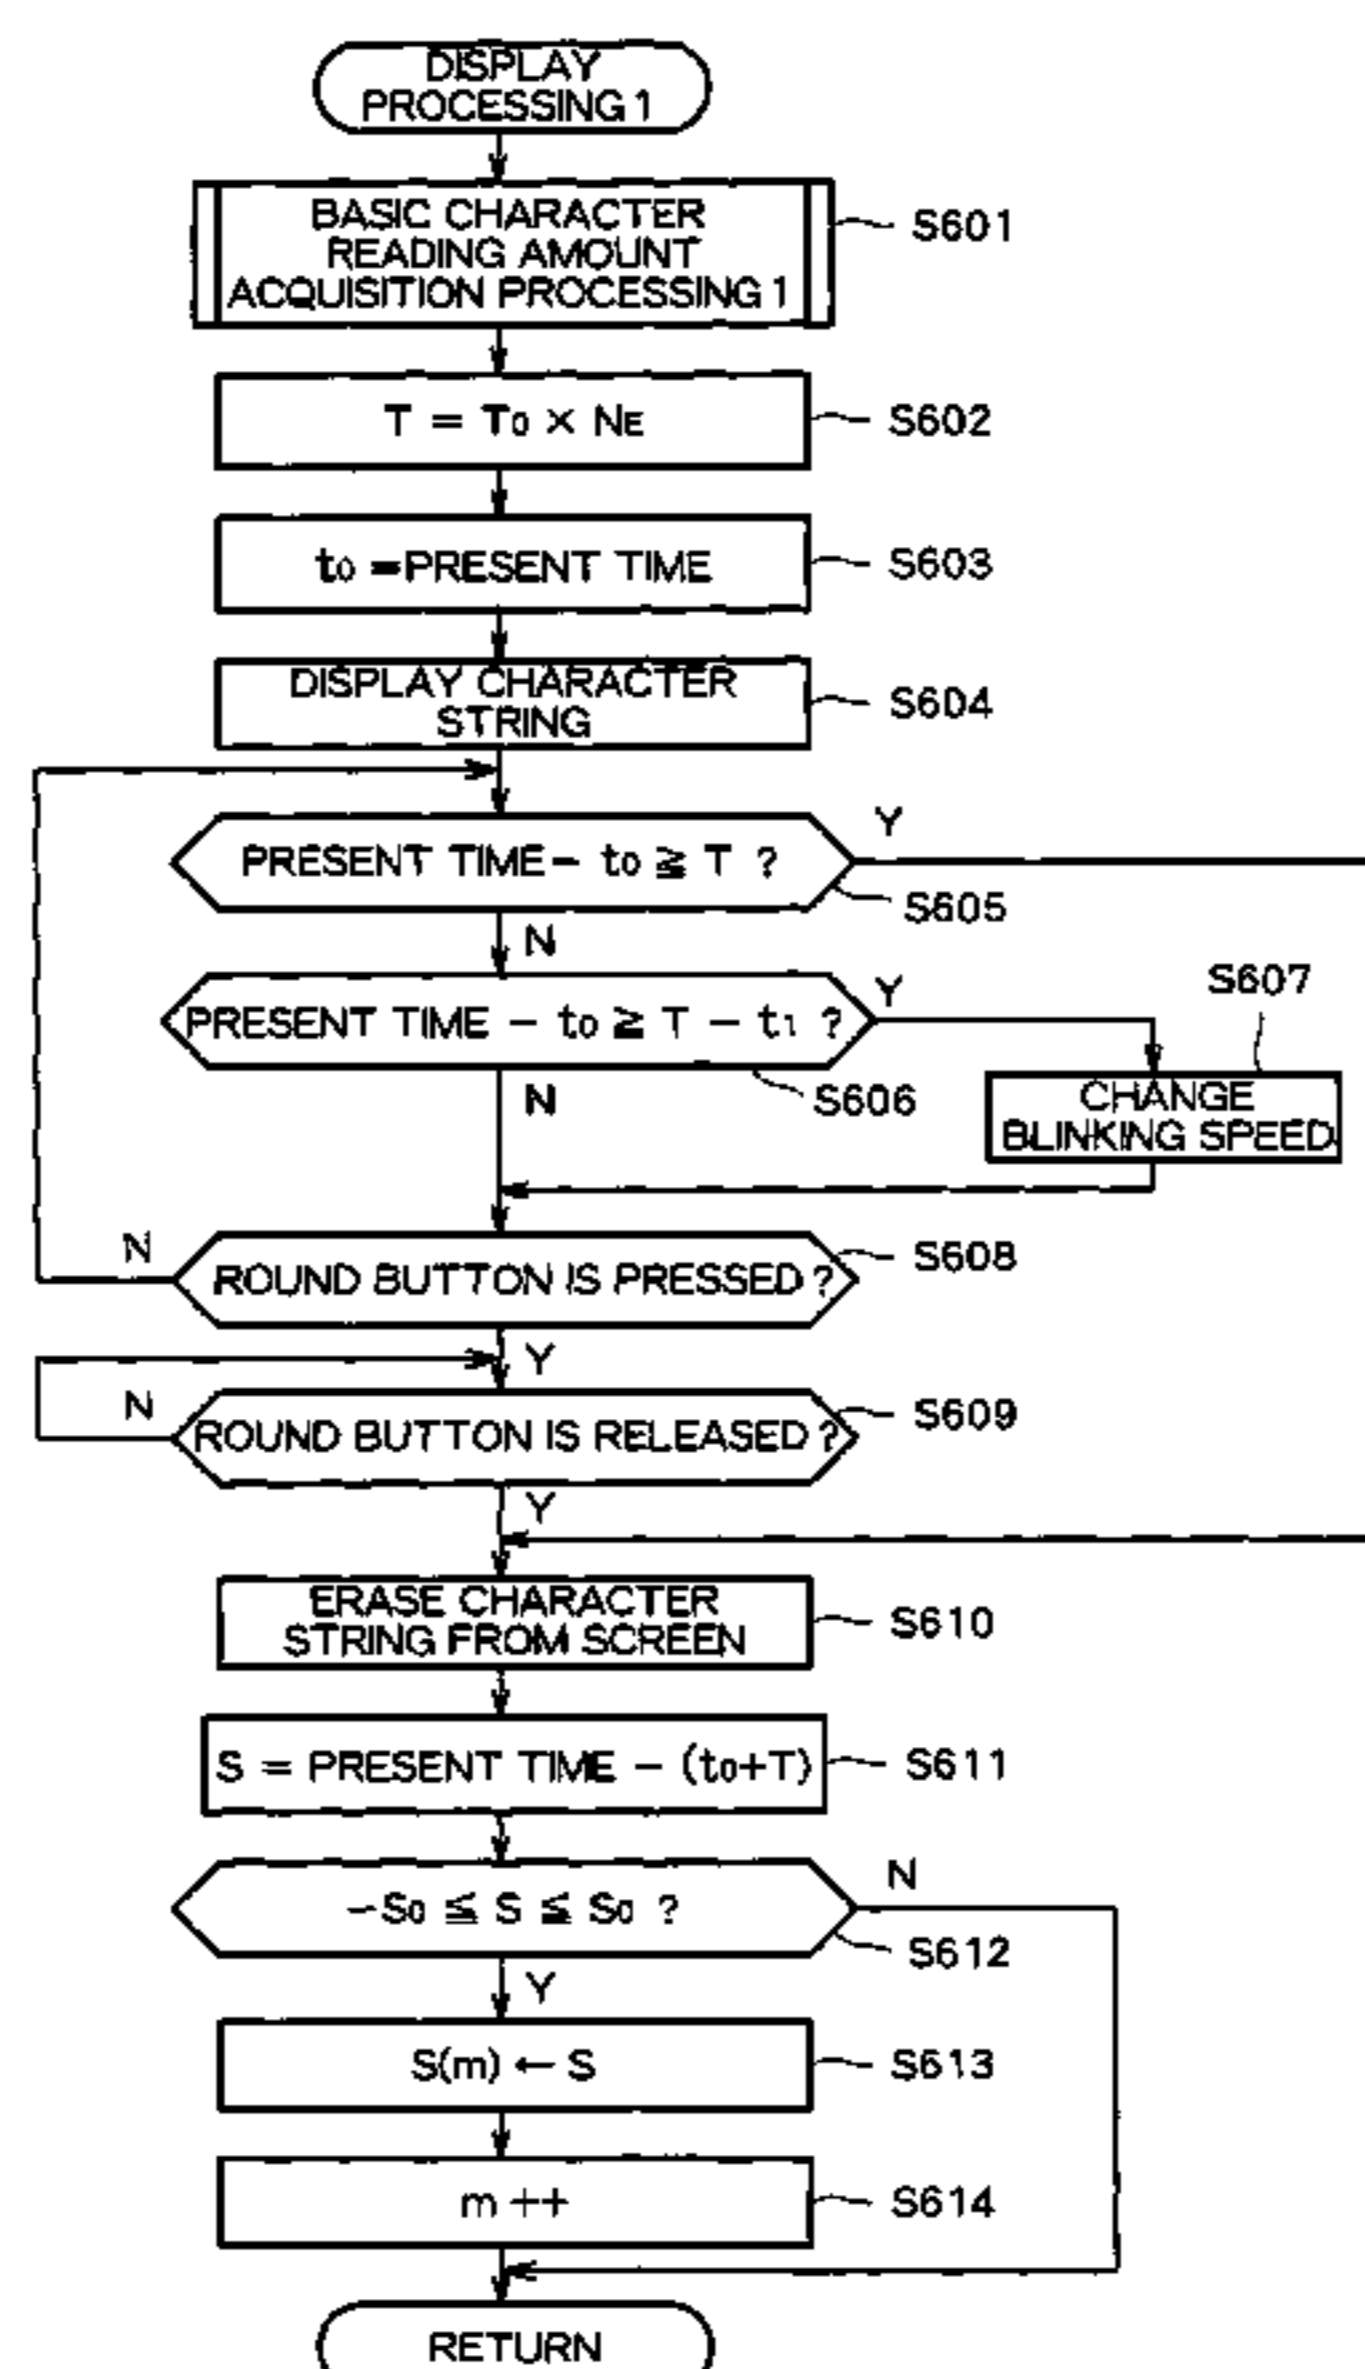 DISPLAY
PROCESSING 1
BASIC CHARACTER
READING AMOUNT
ACQUISITION PROCESSING 1
S601
T = T0 × NE
S602
t0 =PRESENT TIME
S603
DISPLAY CHARACTER
STRING
S604
Y
PRESENT TIME - t0 ≧ T ?
S605
N
S607
Y
PRESENT TIME - t0 ≧ T - t1 ?
S606
N
CHANGE
BLINKING SPEED
N
ROUND BUTTON IS PRESSED ?
S608
Y
N
ROUND BUTTON IS RELEASED ?
S609
Y
ERASE CHARACTER
STRING FROM SCREEN
S610
S = PRESENT TIME - (t0+T)
S611
N
-S0 ≦ S ≦ S0 ?
S612
Y
S(m) ← S
S613
m ++
S614
RETURN